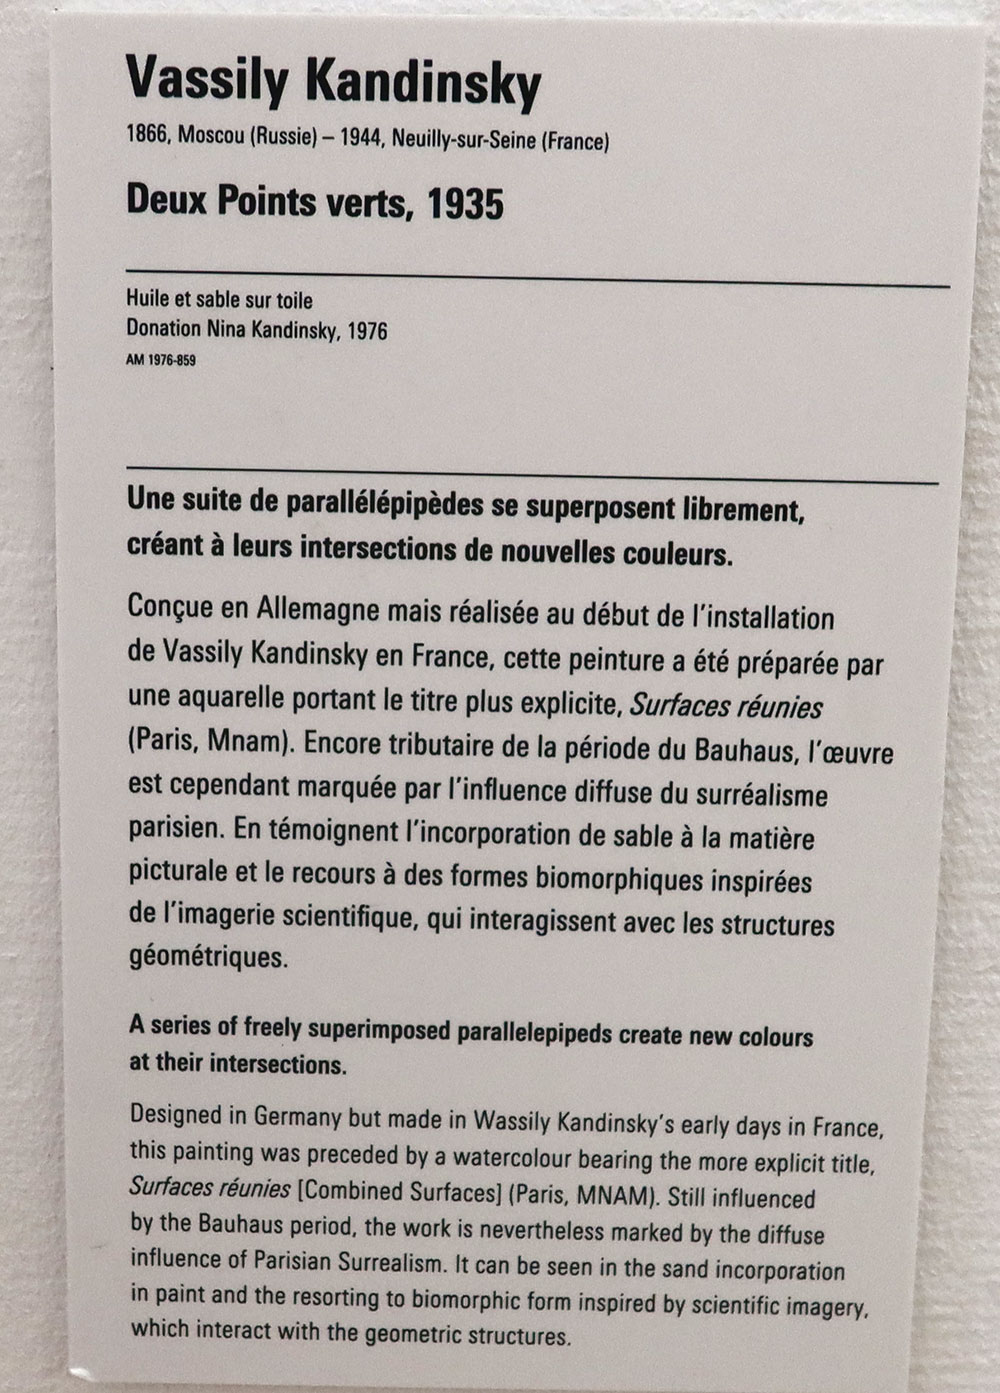 Vassily Kandinsky
1866, Moscou (Russie) – 1944, Neuilly-sur-Seine (France)
Deux Points verts, 1935
Huile et sable sur toile
Donation Nina Kandinsky, 1976
AM 1976-859
Une suite de parallélépipèdes se superposent librement,
créant à leurs intersections de nouvelles couleurs.
Conçue en Allemagne mais réalisée au début de l'installation
de Vassily Kandinsky en France, cette peinture a été préparée par
une aquarelle portant le titre plus explicite, Surfaces réunies
(Paris, Mnam). Encore tributaire de la période du Bauhaus, l'œuvre
est cependant marquée par l'influence diffuse du surréalisme
parisien. En témoignent l'incorporation de sable à la matière
picturale et le recours à des formes biomorphiques inspirées
de l'imagerie scientifique, qui interagissent avec les structures
géométriques.
A series of freely superimposed parallelepipeds create new colours
at their intersections.
Designed in Germany but made in Wassily Kandinsky's early days in France,
this painting was preceded by a watercolour bearing the more explicit title,
Surfaces réunies [Combined Surfaces] (Paris, MNAM). Still influenced
by the Bauhaus period, the work is nevertheless marked by the diffuse
influence of Parisian Surrealism. It can be seen in the sand incorporation
in paint and the resorting to biomorphic form inspired by scientific imagery,
which interact with the geometric structures.